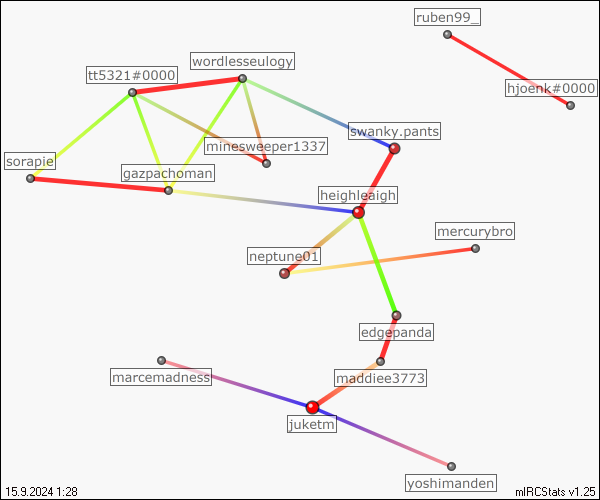 ruben99_
wordlesseulogy
tt5321#0000
hjoenk#0000
swanky.pants
minesweeper1337
sorapie
gazpachoman
heighleaigh
mercurybro
neptune01
edgepanda
marcemadness
maddiee3773
juketm
yoshimanden
15.9.2024 1:28
mIRCStats v1.25